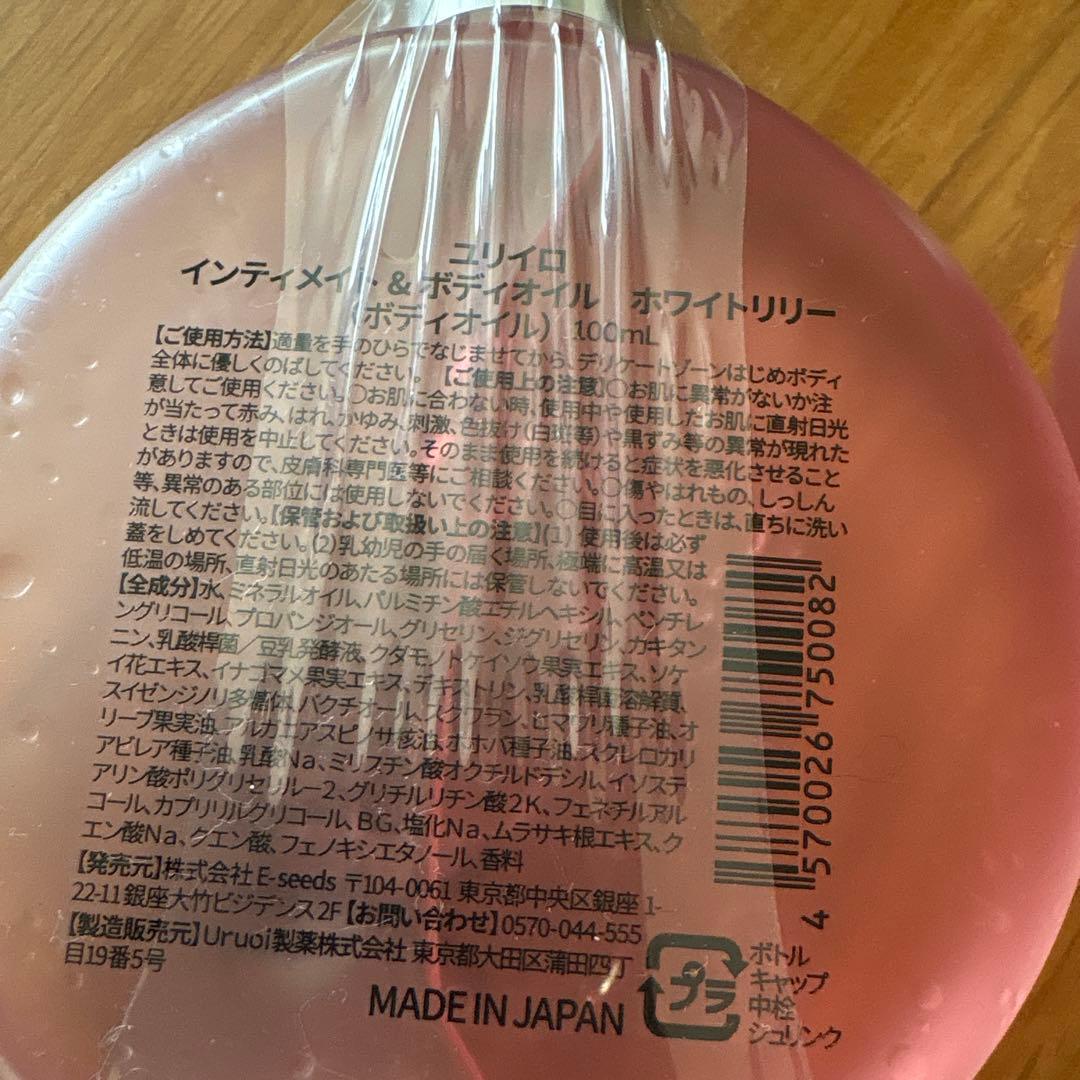 ユリイロ
インティメイト & ボディオイル　ホワイトリリー
（ボディオイル） 100mL
【ご使用方法】適量を手のひらでなじませてから、デリケートゾーンはじめボディ
全体に優しくのばしてください。 【ご使用上の注意】○お肌に異常がないか注
意してご使用ください。○お肌に合わない時、使用中や使用したお肌に直射日光
が当たって赤み、はれ、かゆみ、刺激、色抜け(白斑等)や黒ずみ等の異常が現れた
ときは使用を中止してください。そのまま使用を続けると症状を悪化させること
がありますので、皮膚科専門医等にご相談ください。○傷やはれもの、しっしん
等、異常のある部位には使用しないでください。○目に入ったときは、直ちに洗い
流してください。【保管および取扱い上の注意】(1) 使用後は必ず
蓋をしめてください。(2)乳幼児の手の届く場所、極端に高温又は
低温の場所、直射日光のあたる場所には保管しないでください。
【全成分】水、ミネラルオイル、パルミチン酸エチルヘキシル、ペンチレ
ングリコール、プロパンジオール、グリセリン、ジグリセリン、カキタン
ニン、乳酸桿菌／豆乳発酵液、クダモノトケイソウ果実エキス、ソケ
イ花エキス、イナゴマメ果実エキス、デキストリン、乳酸桿菌溶解質、
スイゼンジノリ多糖体、バクチオール、スクワラン、ヒマワリ種子油、オ
リーブ果実油、アルガニアスピノサ核油、ホホバ種子油、スクレロカリ
アビレア種子油、乳酸Na、ミリスチン酸オクチルドデシル、イソステ
アリン酸ポリグリセリル－2、グリチルリチン酸2K、フェネチルアル
コール、カプリリルグリコール、BG、塩化Na、ムラサキ根エキス、ク
エン酸Na、クエン酸、フェノキシエタノール、香料
【発売元】株式会社 E-seeds 〒104-0061 東京都中央区銀座 1-
22-11 銀座大竹ビジデンス 2F 【お問い合わせ】0570-044-555
【製造販売元】Uruoi製薬株式会社 東京都大田区蒲田四丁
目19番5号
MADE IN JAPAN
4 570026 750082
プラ
ボトル
キャップ
中栓
シュリンク